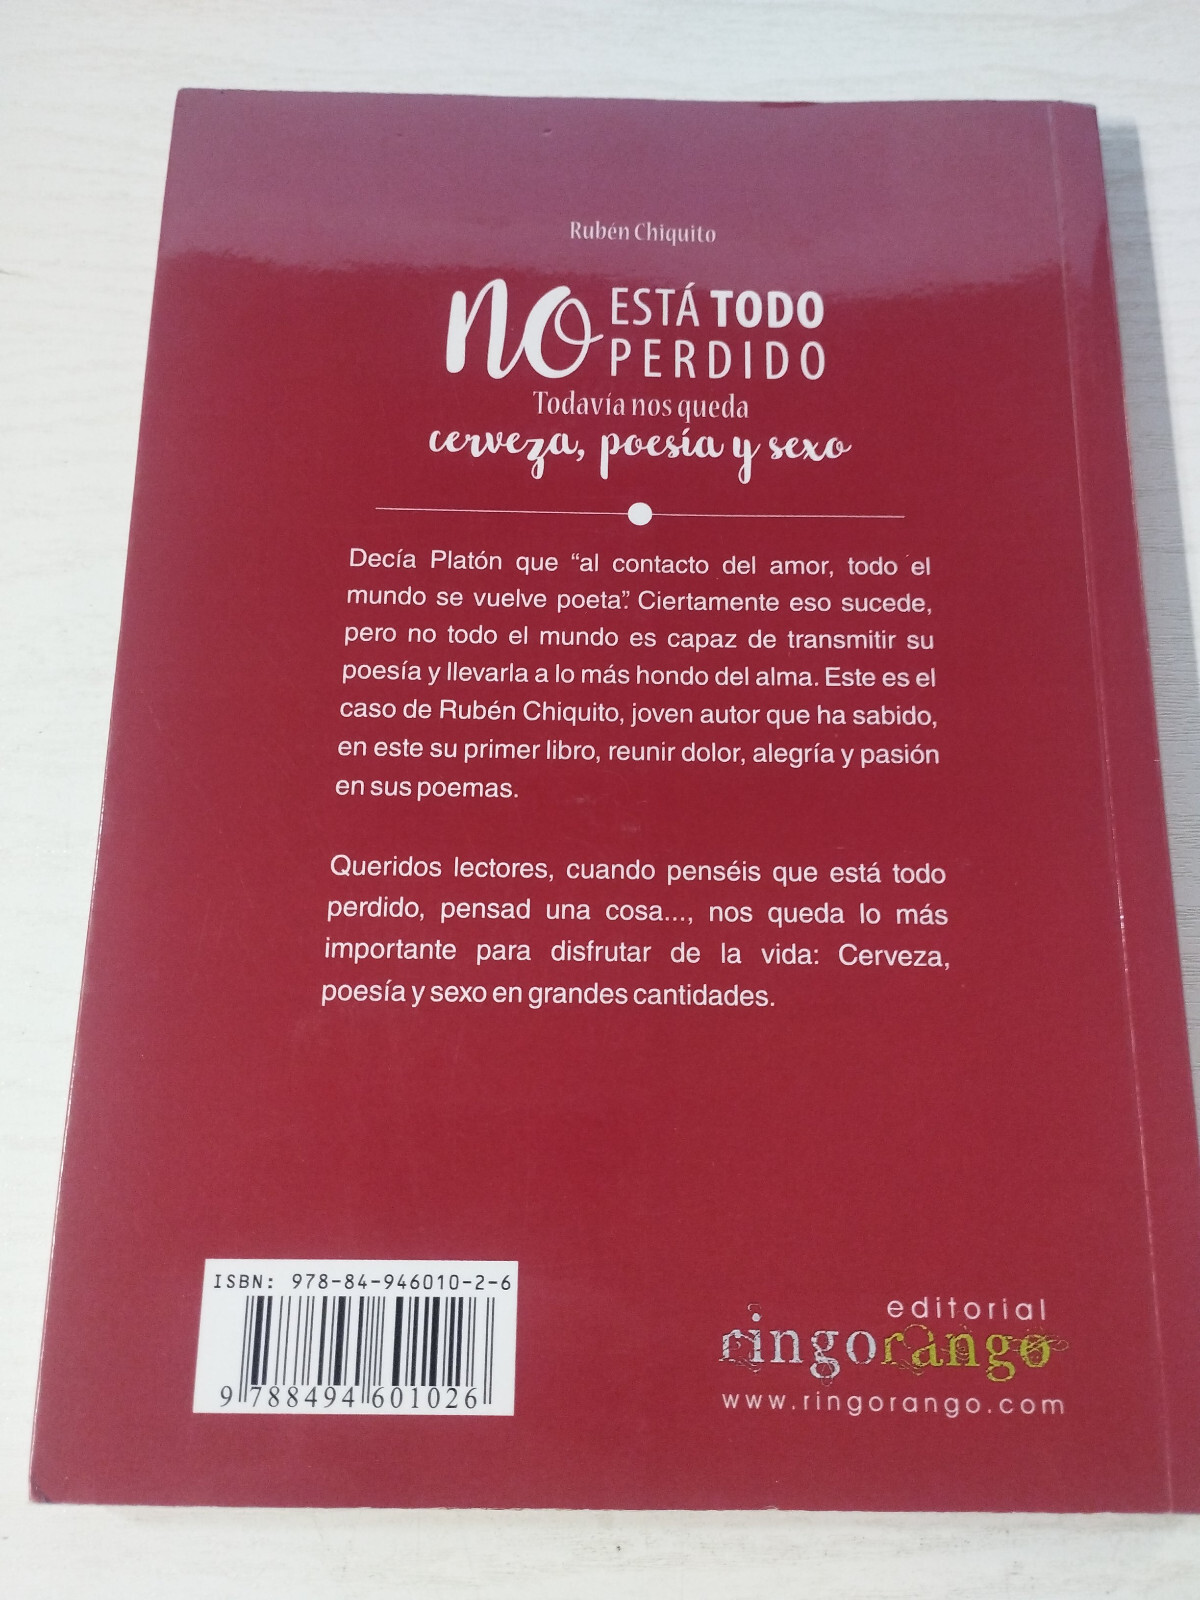 Rubén Chiquito
NO ESTÁ TODO
PERDIDO
Todavía nos queda
cerveza, poesía y sexo
Decía Platón que “al contacto del amor, todo el
mundo se vuelve poeta”. Ciertamente eso sucede,
pero no todo el mundo es capaz de transmitir su
poesía y llevarla a lo más hondo del alma. Este es el
caso de Rubén Chiquito, joven autor que ha sabido,
en este su primer libro, reunir dolor, alegría y pasión
en sus poemas.
Queridos lectores, cuando penséis que está todo
perdido, pensad una cosa..., nos queda lo más
importante para disfrutar de la vida: Cerveza,
poesía y sexo en grandes cantidades.
ISBN: 978-84-946010-2-6
9 788494 601026
editorial
ringorango
www.ringorango.com